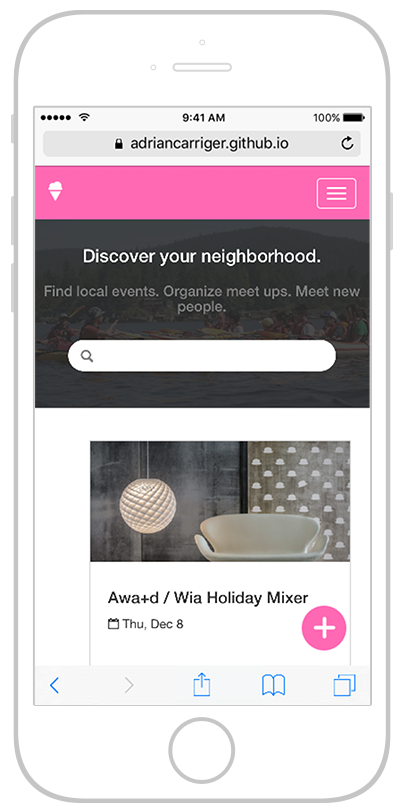 9:41 AM
100%
adriancarriger.github.io
Discover your neighborhood.
Find local events. Organize meet ups. Meet new
people.
Awa+d / Wia Holiday Mixer
Thu, Dec 8